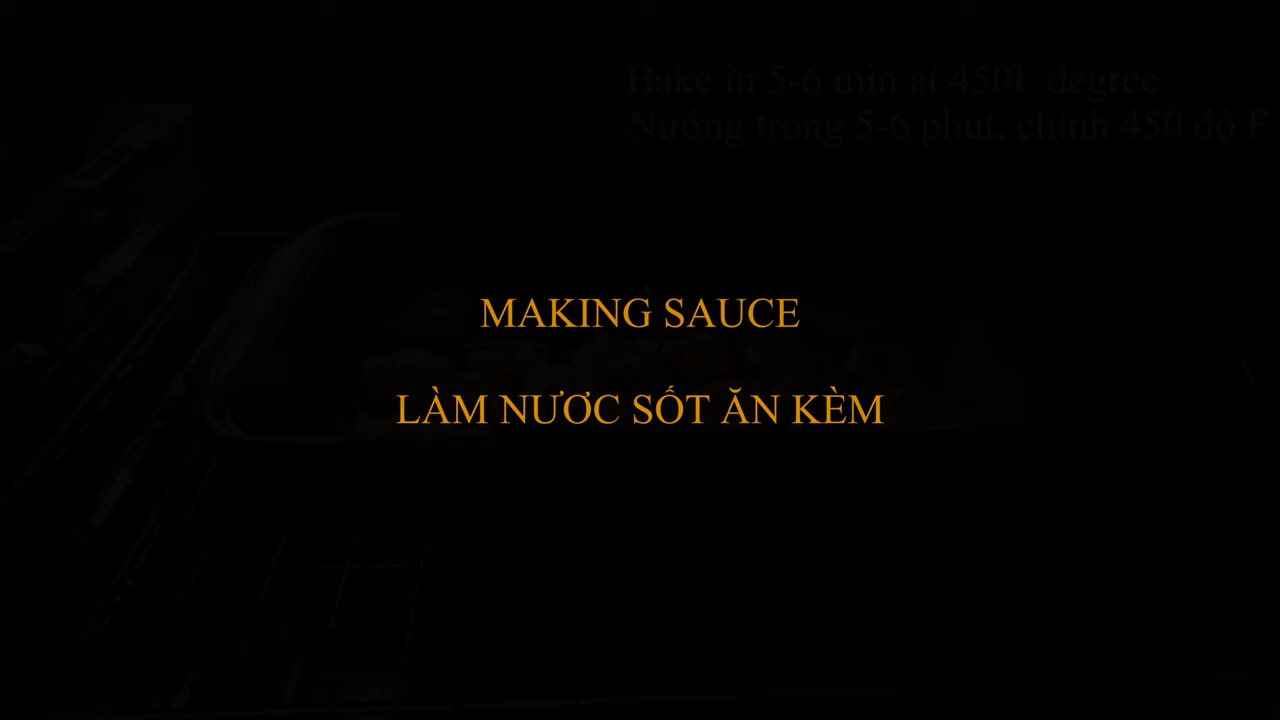 Bake in 5-6 min at 450F degree
Nướng trong 5-6 phút, chỉnh 450 độ F
MAKING SAUCE
LÀM NƯƠC SỐT ĂN KÈM